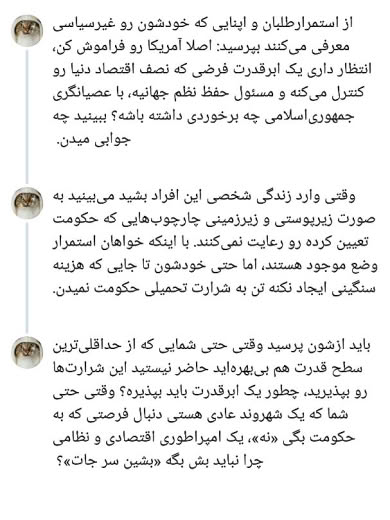 از استمرارطلبان و اپنایی که خودشون رو غیرسیاسی
معرفی می‌کنند بپرسید: اصلا آمریکا رو فراموش کن،
انتظار داری یک ابرقدرت فرضی که نصف اقتصاد دنیا رو
کنترل می‌کنه و مسئول حفظ نظم جهانیه، با عصیانگری
جمهوری‌اسلامی چه برخوردی داشته باشه؟ ببینید چه
جوابی میدن.
وقتی وارد زندگی شخصی این افراد بشید می‌بینید به
صورت زیرپوستی و زیرزمینی چارچوب‌هایی که حکومت
تعیین کرده رو رعایت نمی‌کنند. با اینکه خواهان استمرار
وضع موجود هستند، اما حتی خودشون تا جایی که هزینه
سنگینی ایجاد نکنه تن به شرارت تحمیلی حکومت نمیدن.
باید ازشون پرسید وقتی حتی شمایی که از حداقلی‌ترین
سطح قدرت هم بی‌بهره‌اید حاضر نیستید این شرارت‌ها
رو بپذیرید، چطور یک ابرقدرت باید بپذیره؟ وقتی حتی
شما که یک شهروند عادی هستی دنبال فرصتی که به
حکومت بگی «نه»، یک امپراطوری اقتصادی و نظامی
چرا نباید بش بگه «بشین سر جات»؟